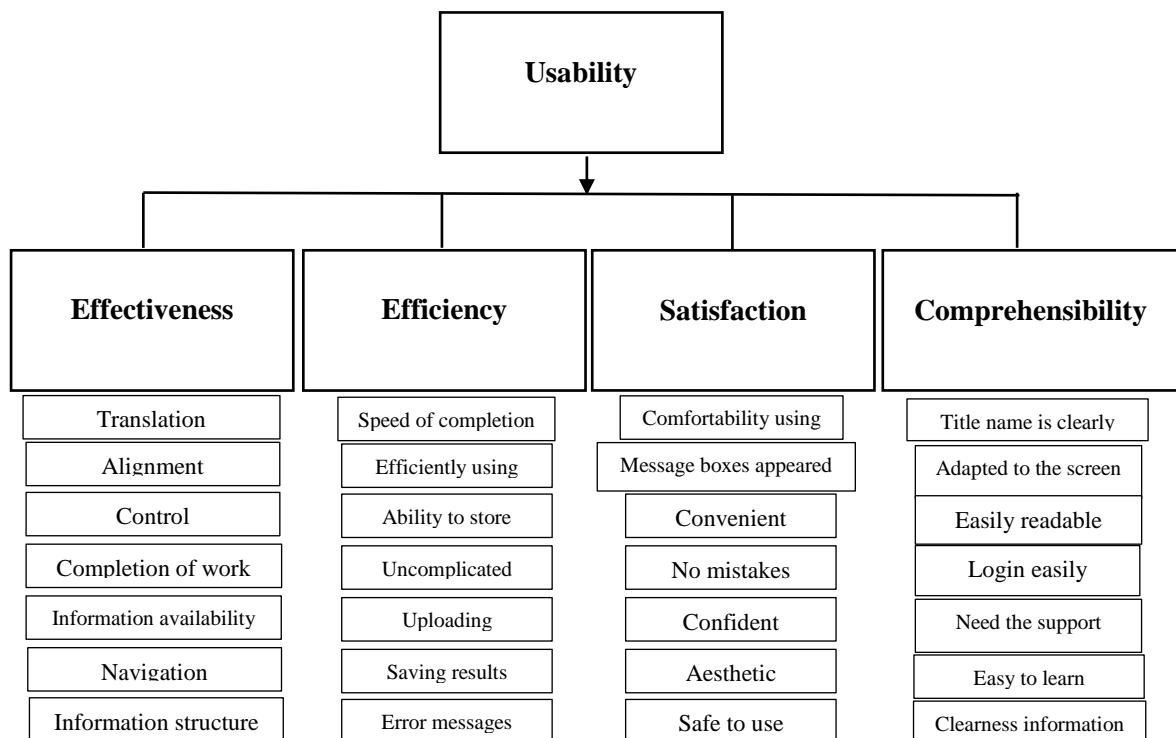 Usability
Effectiveness
Efficiency
Satisfaction
Comprehensibility
Translation
Alignment
Control
Completion of work
Information availability
Navigation
Information structure
Speed of completion
Efficiently using
Ability to store
Uncomplicated
Uploading
Saving results
Error messages
Comfortability using
Message boxes appeared
Convenient
No mistakes
Confident
Aesthetic
Safe to use
Title name is clearly
Adapted to the screen
Easily readable
Login easily
Need the support
Easy to learn
Clearness information